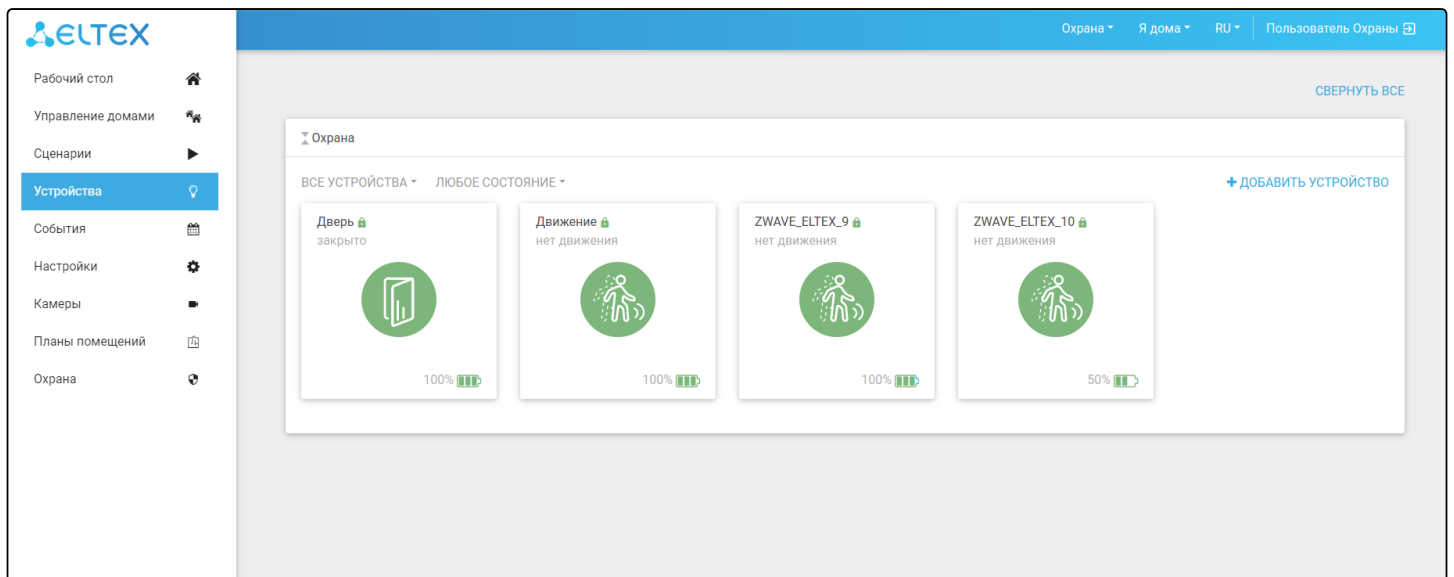 ELTEX
Охрана Я дома RU Пользователь Охраны
Рабочий стол
Управление домами
Сценарии
Устройства
События
Настройки
Камеры
Планы помещений
Охрана
СВЕРНУТЬ ВСЕ
Охрана
ВСЕ УСТРОЙСТВА ЛЮБОЕ СОСТОЯНИЕ + ДОБАВИТЬ УСТРОЙСТВО
Дверь
закрыто
100%
Движение
нет движения
100%
ZWAVE_ELTEX_9
нет движения
100%
ZWAVE_ELTEX_10
нет движения
50%